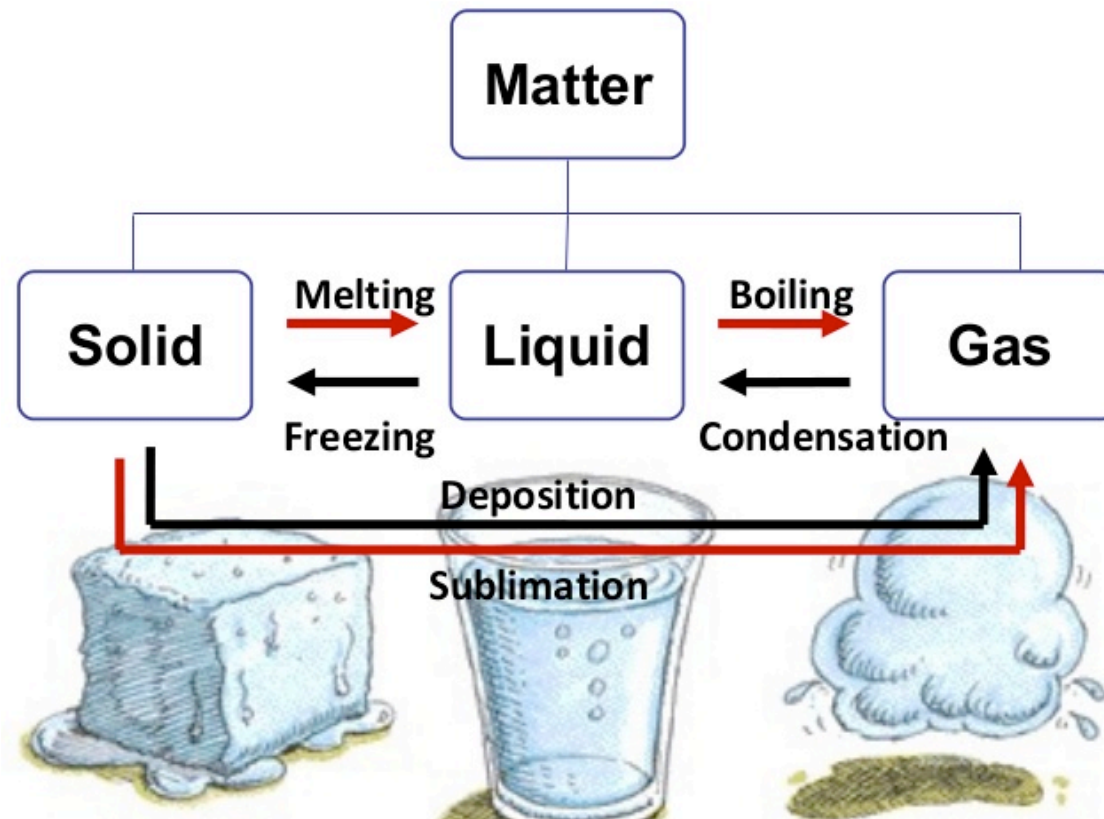 Matter
Melting
Boiling
Solid
Liquid
Gas
Freezing
Condensation
Deposition
Sublimation